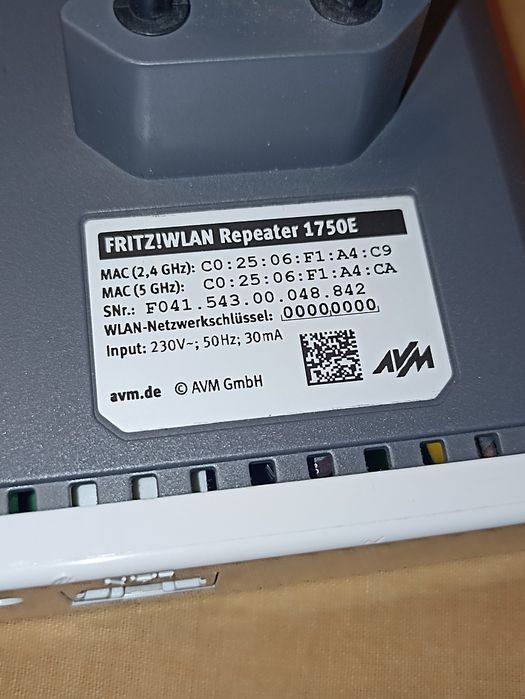 FRITZ!WLAN Repeater 1750E
MAC (2,4 GHz): C0:25:06:F1:A4:C9
MAC (5 GHz): C0:25:06:F1:A4:CA
SNr.: F041.543.00.048.842
WLAN-Netzwerkschlüssel: 00000000
Input: 230V~; 50Hz; 30mA
avm.de © AVM GmbH
AVM